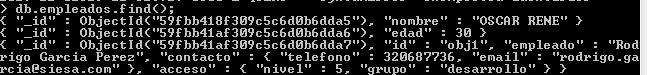 > db.empleados.find();
{ "_id" : ObjectId("59fbb418f309c5c6d0b6dda5"), "nombre" : "OSCAR RENE" }
{ "_id" : ObjectId("59fbb41af309c5c6d0b6dda6"), "edad" : 30 }
{ "_id" : ObjectId("59fbb41af309c5c6d0b6dda7"), "id" : "obj1", "empleado" : "Rod
rigo Garcia Perez", "contacto" : { "telefono" : 320687736, "email" : "rodrigo.ga
rcia@siesa.com" }, "acceso" : { "nivel" : 5, "grupo" : "desarrollo" } }